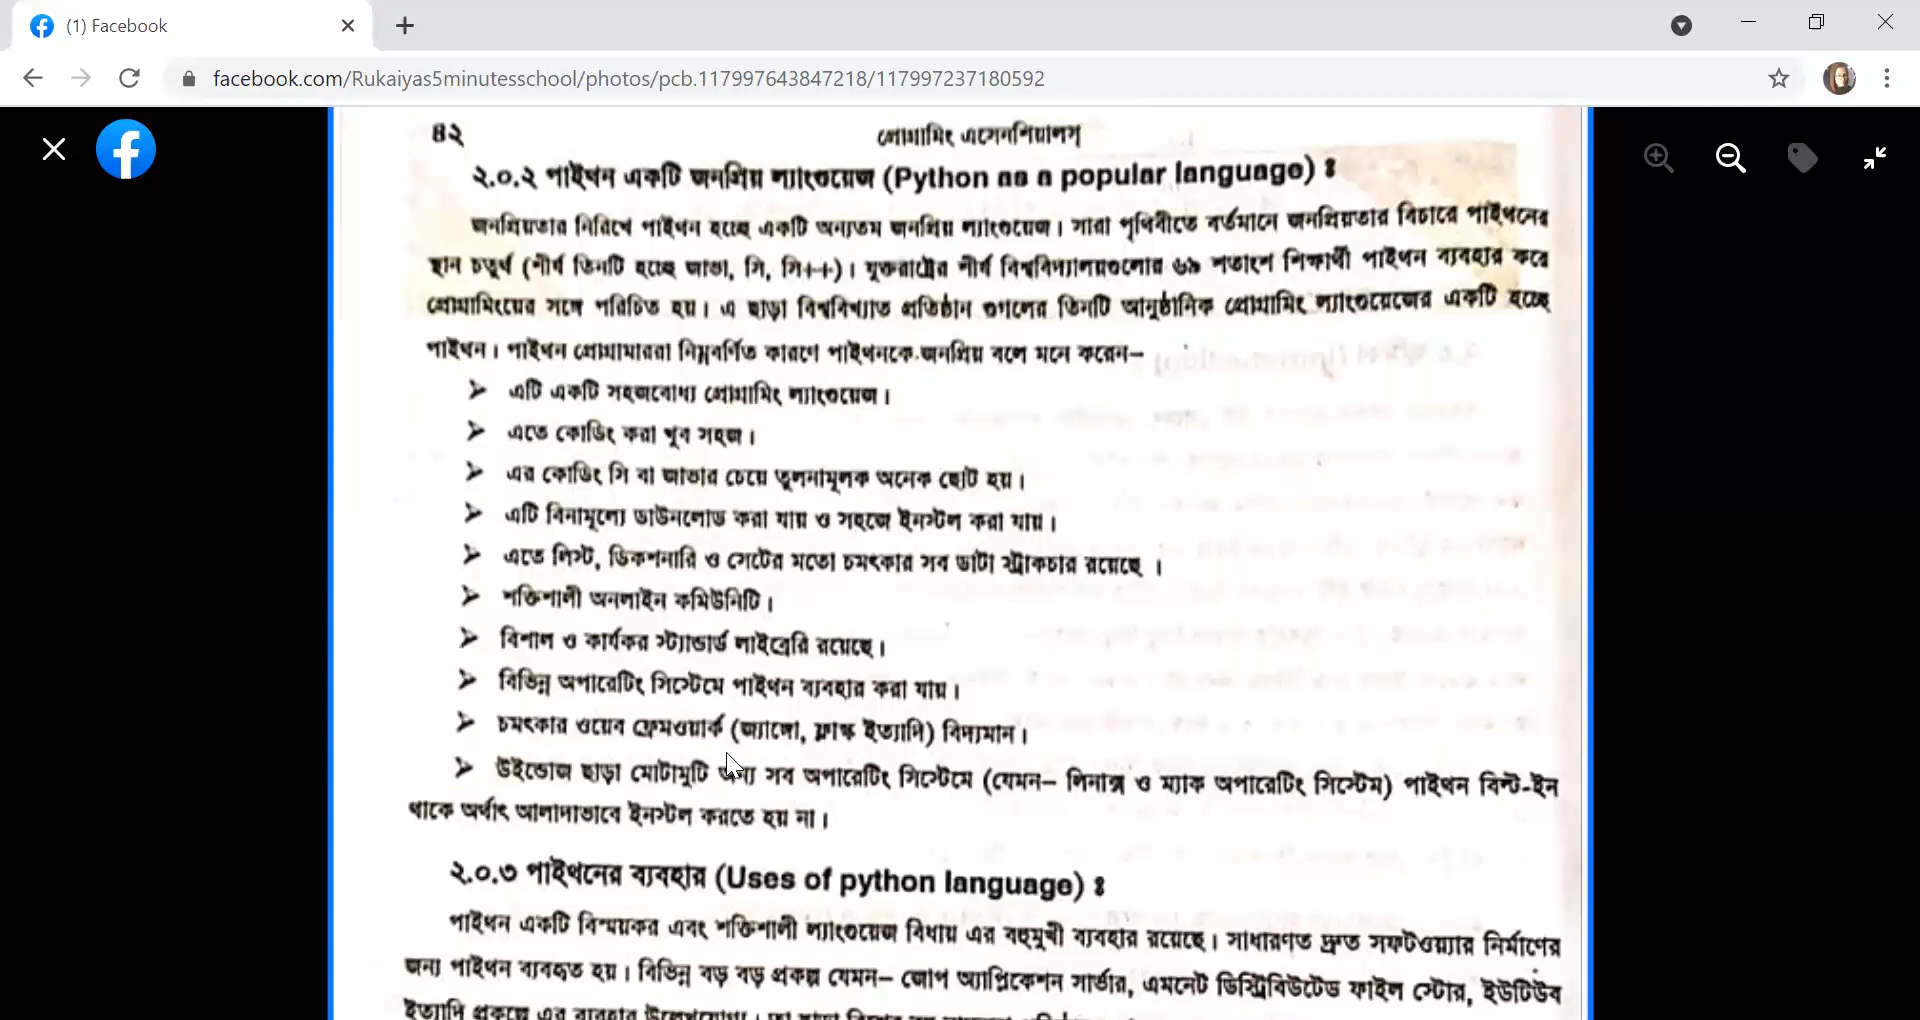 (1) Facebook
facebook.com/Rukaiyas5minutesschool/photos/pcb.117997643847218/117997237180592
৪২ প্রোগ্রামিং এসেনশিয়ালস্
২.০.২ পাইথন একটি জনপ্রিয় ল্যাংগুয়েজ (Python as a popular language) ঃ
জনপ্রিয়তার নিরিখে পাইথন হচ্ছে একটি অন্যতম জনপ্রিয় ল্যাংগুয়েজ। সারা পৃথিবীতে বর্তমানে জনপ্রিয়তার বিচারে পাইথনের
স্থান চতুর্থ (শীর্ষ তিনটি হচ্ছে জাভা, সি, সি++)। যুক্তরাষ্ট্রের শীর্ষ বিশ্ববিদ্যালয়গুলোর ৬৯ শতাংশ শিক্ষার্থী পাইথন ব্যবহার করে
প্রোগ্রামিংয়ের সঙ্গে পরিচিত হয়। এ ছাড়া বিশ্ববিখ্যাত প্রতিষ্ঠান গুগলের তিনটি আনুষ্ঠানিক প্রোগ্রামিং ল্যাংগুয়েজের একটি হচ্ছে
পাইথন। পাইথন প্রোগ্রামাররা নিম্নবর্ণিত কারণে পাইথনকে জনপ্রিয় বলে মনে করেন–
➢ এটি একটি সহজবোধ্য প্রোগ্রামিং ল্যাংগুয়েজ।
➢ এতে কোডিং করা খুব সহজ।
➢ এর কোডিং সি বা জাভার চেয়ে তুলনামূলক অনেক ছোট হয়।
➢ এটি বিনামূল্যে ডাউনলোড করা যায় ও সহজে ইনস্টল করা যায়।
➢ এতে লিস্ট, ডিকশনারি ও সেটের মতো চমৎকার সব ডাটা স্ট্রাকচার রয়েছে ।
➢ শক্তিশালী অনলাইন কমিউনিটি।
➢ বিশাল ও কার্যকর স্ট্যান্ডার্ড লাইব্রেরি রয়েছে।
➢ বিভিন্ন অপারেটিং সিস্টেমে পাইথন ব্যবহার করা যায়।
➢ চমৎকার ওয়েব ফ্রেমওয়ার্ক (জ্যাঙ্গো, ফ্লাস্ক ইত্যাদি) বিদ্যমান।
➢ উইন্ডোজ ছাড়া মোটামুটি অন্য সব অপারেটিং সিস্টেমে (যেমন– লিনাক্স ও ম্যাক অপারেটিং সিস্টেম) পাইথন বিল্ট-ইন
থাকে অর্থাৎ আলাদাভাবে ইনস্টল করতে হয় না।
২.০.৩ পাইথনের ব্যবহার (Uses of python language) ঃ
পাইথন একটি বিস্ময়কর এবং শক্তিশালী ল্যাংগুয়েজ বিধায় এর বহুমুখী ব্যবহার রয়েছে। সাধারণত দ্রুত সফটওয়্যার নির্মাণের
জন্য পাইথন ব্যবহৃত হয়। বিভিন্ন বড় বড় প্রকল্প যেমন– জোপ অ্যাপ্লিকেশন সার্ভার, এমনেট ডিস্ট্রিবিউটেড ফাইল স্টোর, ইউটিউব
ইত্যাদি প্রকল্পে এর ব্যবহার উল্লেখযোগ্য।